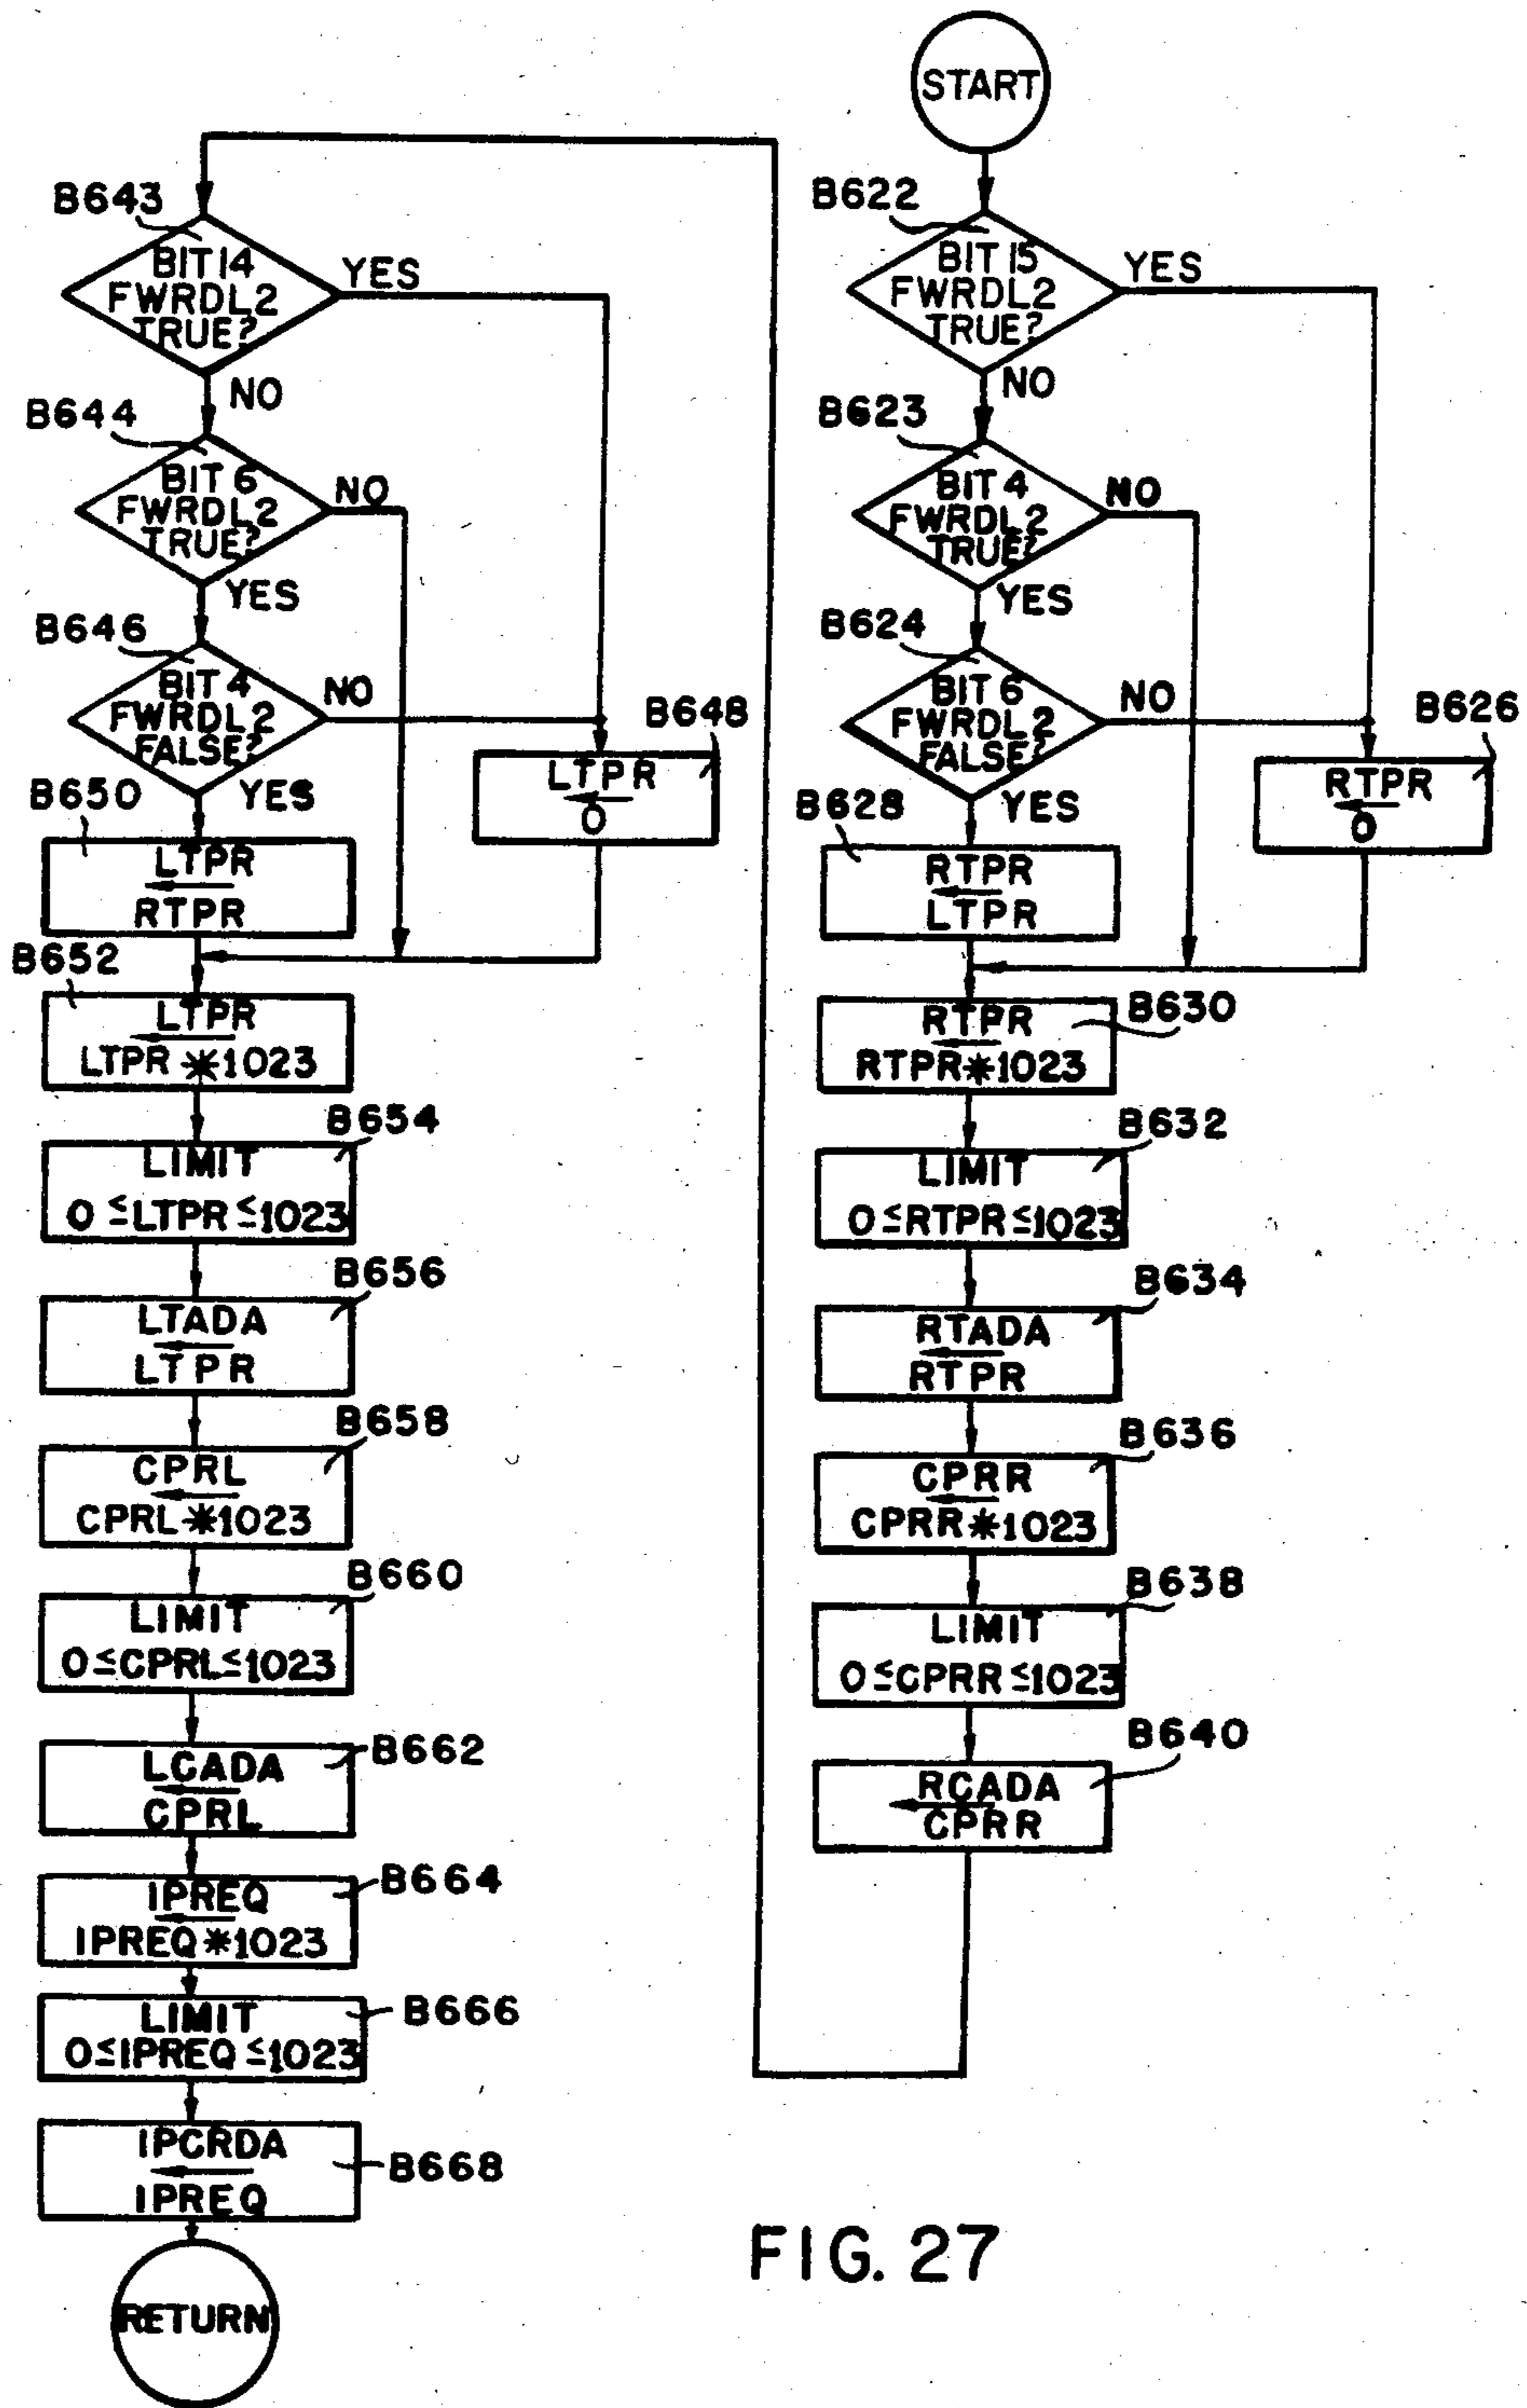 START
B622
BIT 15
FWRDL2
TRUE?
YES
NO
B623
BIT 4
FWRDL2
TRUE?
NO
YES
B624
BIT 6
FWRDL2
FALSE?
NO
YES
B626
RTPR
0
B628
RTPR
LTPR
B630
RTPR
RTPR*1023
B632
LIMIT
0≤RTPR≤1023
B634
RTADA
RTPR
B636
CPRR
CPRR*1023
B638
LIMIT
0≤CPRR≤1023
B640
RCADA
CPRR
B643
BIT 14
FWRDL2
TRUE?
YES
NO
B644
BIT 6
FWRDL2
TRUE?
NO
YES
B646
BIT 4
FWRDL2
FALSE?
NO
YES
B648
LTPR
0
B650
LTPR
RTPR
B652
LTPR
LTPR*1023
B654
LIMIT
0≤LTPR≤1023
B656
LTADA
LTPR
B658
CPRL
CPRL*1023
B660
LIMIT
0≤CPRL≤1023
B662
LCADA
CPRL
B664
IPREQ
IPREQ*1023
B666
LIMIT
0≤IPREQ≤1023
B668
IPCRDA
IPREQ
RETURN
FIG. 27